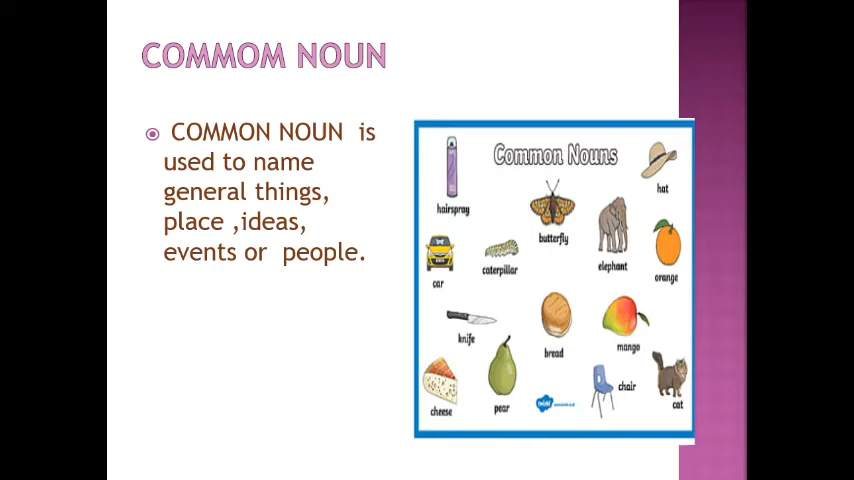 COMMOM NOUN
COMMON NOUN  is
used to name
general things,
place ,ideas,
events or  people.
Common Nouns
hairspray
hat
butterfly
elephant
orange
car
caterpillar
knife
bread
mango
cheese
pear
chair
cat